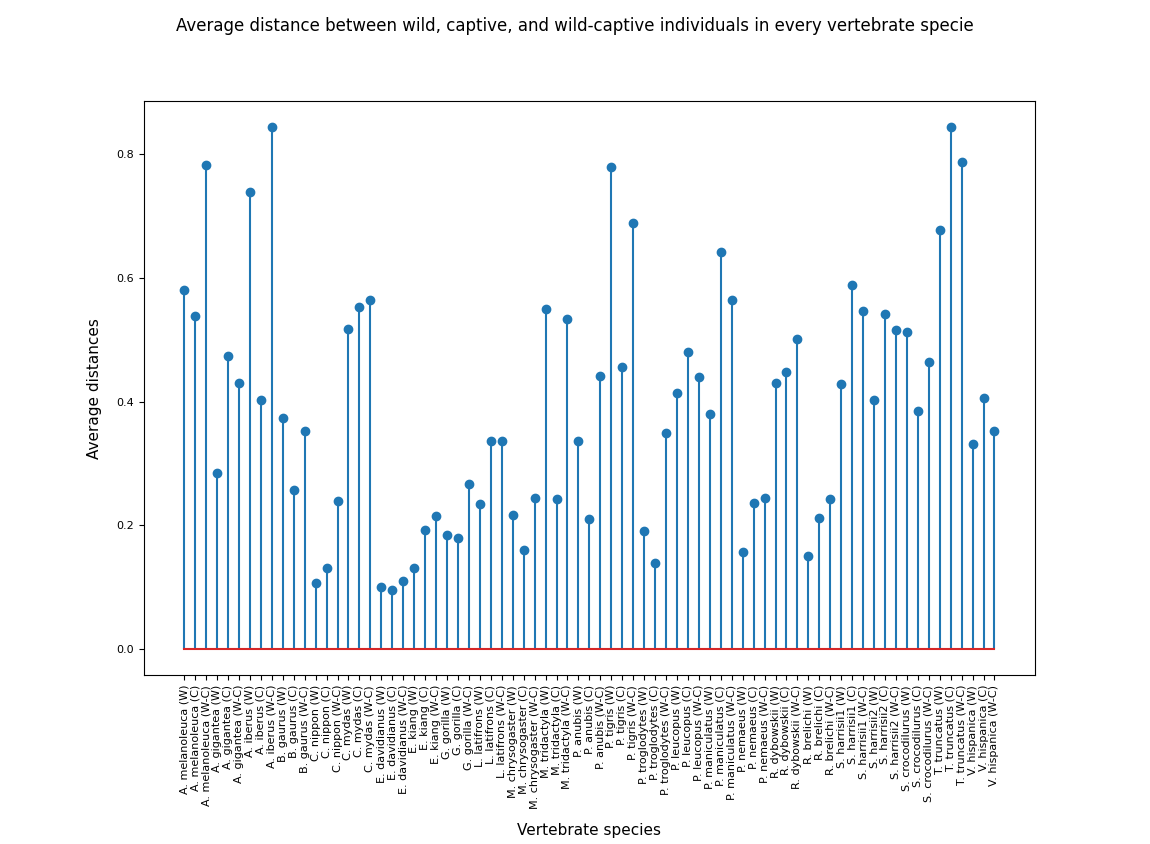 Average distance between wild, captive, and wild-captive individuals in every vertebrate specie
Average distances
0.8
0.6
0.4
0.2
0.0
A. melanoleuca (W)
A. melanoleuca (C)
A. melanoleuca (W-C)
A. gigantea (W)
A. gigantea (C)
A. gigantea (W-C)
A. iberus (W)
A. iberus (C)
A. iberus (W-C)
B. gaurus (W)
B. gaurus (C)
B. gaurus (W-C)
C. nippon (W)
C. nippon (C)
C. nippon (W-C)
C. mydas (W)
C. mydas (C)
C. mydas (W-C)
E. davidianus (W)
E. davidianus (C)
E. davidianus (W-C)
E. kiang (W)
E. kiang (C)
E. kiang (W-C)
G. gorilla (W)
G. gorilla (C)
G. gorilla (W-C)
L. latifrons (W)
L. latifrons (C)
L. latifrons (W-C)
M. chrysogaster (W)
M. chrysogaster (C)
M. chrysogaster (W-C)
M. tridactyla (W)
M. tridactyla (C)
M. tridactyla (W-C)
P. anubis (W)
P. anubis (C)
P. anubis (W-C)
P. tigris (W)
P. tigris (C)
P. tigris (W-C)
P. troglodytes (W)
P. troglodytes (C)
P. troglodytes (W-C)
P. leucopus (W)
P. leucopus (C)
P. leucopus (W-C)
P. maniculatus (W)
P. maniculatus (C)
P. maniculatus (W-C)
P. nemaeus (W)
P. nemaeus (C)
P. nemaeus (W-C)
R. dybowskii (W)
R. dybowskii (C)
R. dybowskii (W-C)
R. brelichi (W)
R. brelichi (C)
R. brelichi (W-C)
S. harrisii1 (W)
S. harrisii1 (C)
S. harrisii1 (W-C)
S. harrisii2 (W)
S. harrisii2 (C)
S. harrisii2 (W-C)
S. crocodilurus (W)
S. crocodilurus (C)
S. crocodilurus (W-C)
T. truncatus (W)
T. truncatus (C)
T. truncatus (W-C)
V. hispanica (W)
V. hispanica (C)
V. hispanica (W-C)
Vertebrate species